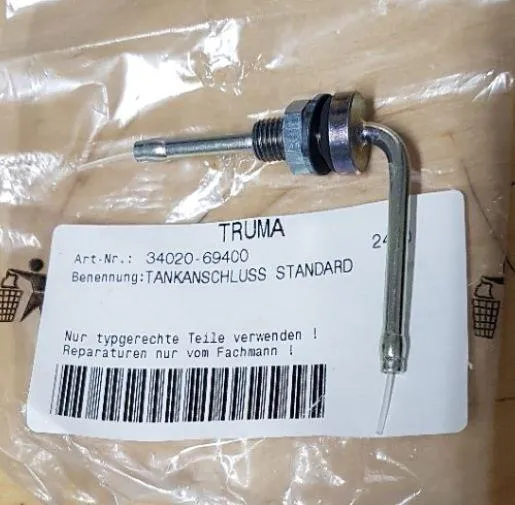 TRUMA
Art-Nr.: 34020-69400
Benennung:TANKANSCHLUSS STANDARD
Nur typgerechte Teile verwenden !
Reparaturen nur vom Fachmann !